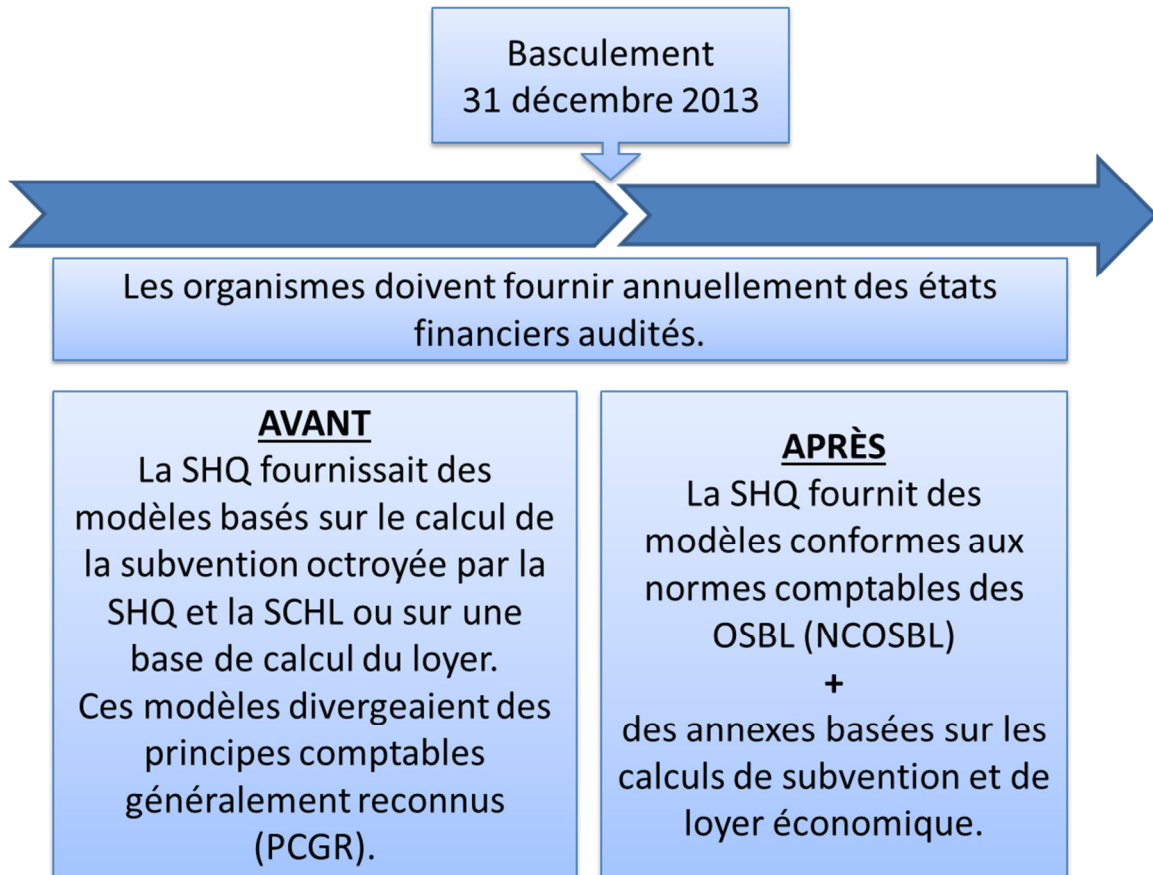 Basculement
31 décembre 2013
Les organismes doivent fournir annuellement des états
financiers audités.
AVANT
La SHQ fournissait des
modèles basés sur le calcul de
la subvention octroyée par la
SHQ et la SCHL ou sur une
base de calcul du loyer.
Ces modèles divergeaient des
principes comptables
généralement reconnus
(PCGR).
APRÈS
La SHQ fournit des
modèles conformes aux
normes comptables des
OSBL (NCOSBL)
+
des annexes basées sur les
calculs de subvention et de
loyer économique.